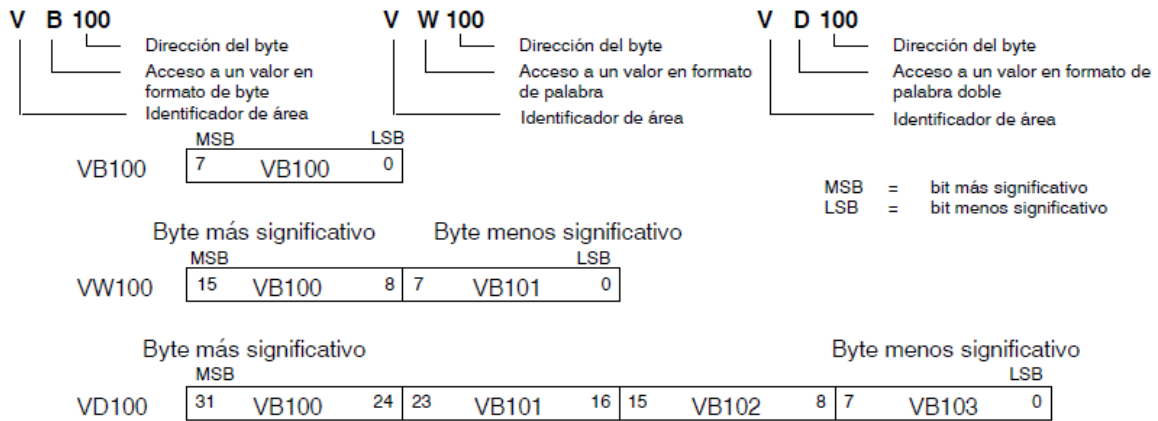 V B 100
Dirección del byte
Acceso a un valor en
formato de byte
Identificador de área
V W 100
Dirección del byte
Acceso a un valor en formato
de palabra
Identificador de área
V D 100
Dirección del byte
Acceso a un valor en formato de
palabra doble
Identificador de área
MSB LSB
VB100 7 VB100 0
MSB = bit más significativo
LSB = bit menos significativo
Byte más significativo Byte menos significativo
MSB LSB
VW100 15 VB100 8 7 VB101 0
Byte más significativo Byte menos significativo
MSB LSB
VD100 31 VB100 24 23 VB101 16 15 VB102 8 7 VB103 0